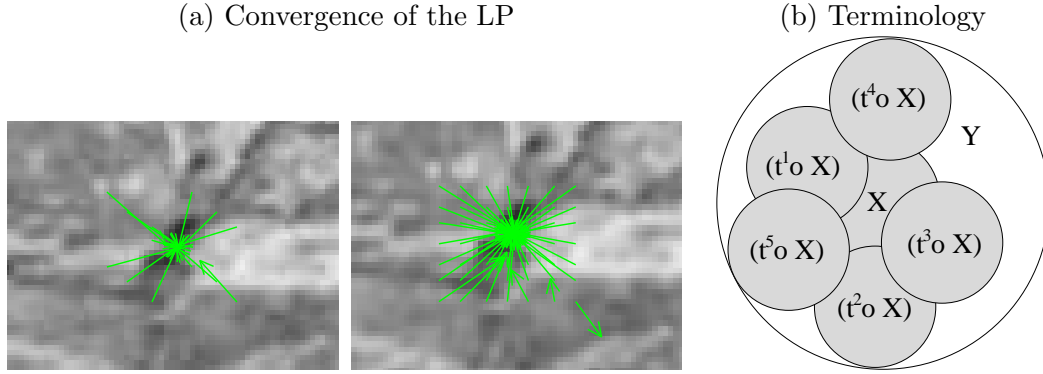 (a) Convergence of the LP
(b) Terminology
(t⁴o X)
Y
(t¹o X)
X
(t⁵o X)
(t³o X)
(t²o X)